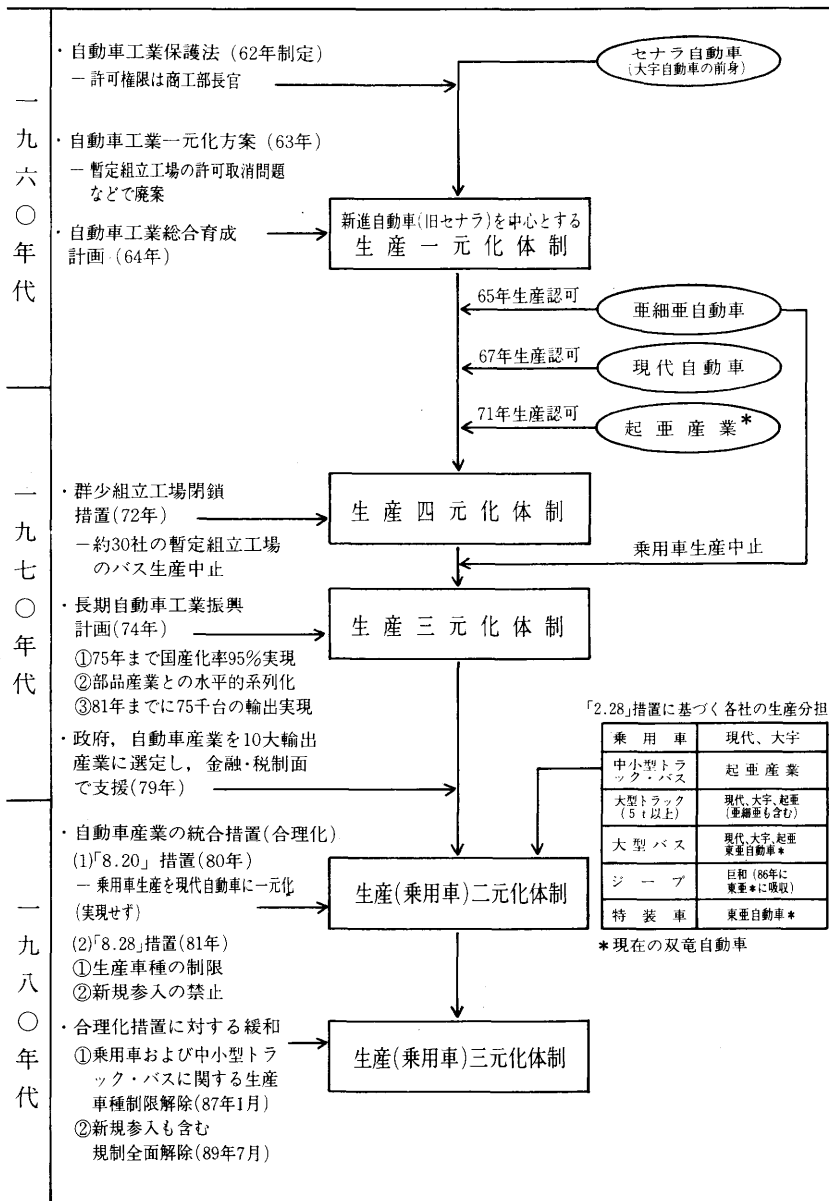 一九六〇年代
・自動車工業保護法(62年制定)
－許可権限は商工部長官
セナラ自動車
(大宇自動車の前身)
・自動車工業一元化方案(63年)
－暫定組立工場の許可取消問題
などで廃案
・自動車工業総合育成
計画(64年)
新進自動車(旧セナラ)を中心とする
生産一元化体制
65年生産認可
亜細亜自動車
67年生産認可
現代自動車
71年生産認可
起亜産業*
一九七〇年代
・群少組立工場閉鎖
措置(72年)
－約30社の暫定組立工場
のバス生産中止
生産四元化体制
乗用車生産中止
・長期自動車工業振興
計画(74年)
①75年まで国産化率95%実現
②部品産業との水平的系列化
③81年までに75千台の輸出実現
生産三元化体制
・政府，自動車産業を10大輸出
産業に選定し，金融・税制面
で支援(79年)
「2.28」措置に基づく各社の生産分担
乗用車 現代、大宇
中小型トラ
ック・バス 起亜産業
大型トラック
(5t以上) 現代、大宇、起亜
(亜細亜も含む)
大型バス 現代、大宇、起亜
東亜自動車*
ジープ 巨和(86年に
東亜*に吸収)
特装車 東亜自動車*
*現在の双竜自動車
一九八〇年代
・自動車産業の統合措置(合理化)
(1)「8.20」措置(80年)
－乗用車生産を現代自動車に一元化
(実現せず)
(2)「8.28」措置(81年)
①生産車種の制限
②新規参入の禁止
生産(乗用車)二元化体制
・合理化措置に対する緩和
①乗用車および中小型トラ
ック・バスに関する生産
車種制限解除(87年1月)
②新規参入も含む
規制全面解除(89年7月)
生産(乗用車)三元化体制